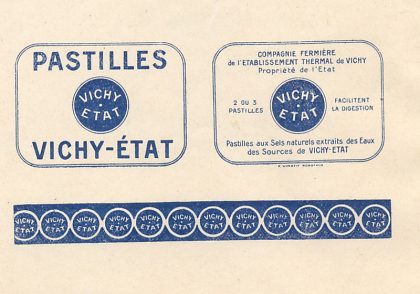 PASTILLES
VICHY
ETAT
VICHY-ÉTAT
COMPAGNIE FERMIÈRE
de l'ETABLISSEMENT THERMAL de VICHY
Propriété de l'Etat
2 OU 3
PASTILLES
VICHY
ETAT
FACILITENT
LA DIGESTION
Pastilles aux Sels naturels extraits des Eaux
des Sources de VICHY-ETAT
VICHY ETAT VICHY ETAT VICHY ETAT VICHY ETAT VICHY ETAT VICHY ETAT VICHY ETAT VICHY ETAT VICHY ETAT VICHY ETAT VICHY ETAT VICHY ETAT